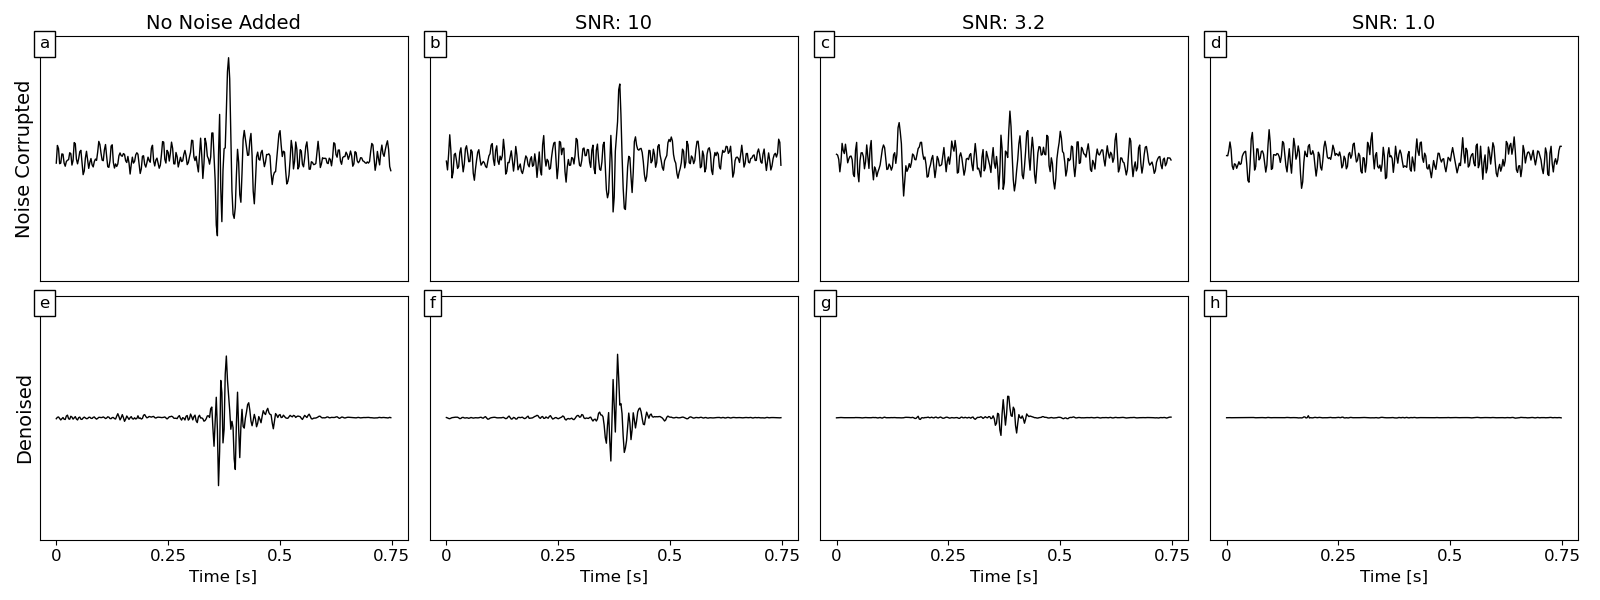 No Noise Added
SNR: 10
SNR: 3.2
SNR: 1.0
a
b
c
d
Noise Corrupted
e
f
g
h
Denoised
0 0.25 0.5 0.75
0 0.25 0.5 0.75
0 0.25 0.5 0.75
0 0.25 0.5 0.75
Time [s]
Time [s]
Time [s]
Time [s]